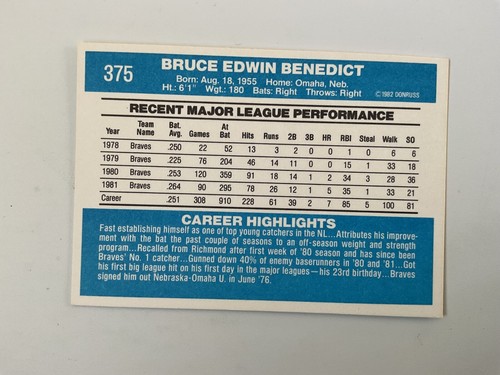 375
BRUCE EDWIN BENEDICT
Born: Aug. 18, 1955 Home: Omaha, Neb.
Ht.: 6'1" Wgt.: 180 Bats: Right Throws: Right
© 1982 DONRUSS
RECENT MAJOR LEAGUE PERFORMANCE
Year Team Name Bat. Avg. Games At Bat Hits Runs 2B 3B HR RBI Steal Walk SO
1978 Braves .250 22 52 13 3 2 0 0 1 0 6 6
1979 Braves .225 76 204 46 14 11 0 0 15 1 33 18
1980 Braves .253 120 359 91 18 14 1 2 34 3 28 36
1981 Braves .264 90 295 78 26 12 1 5 35 1 33 21
Career .251 308 910 228 61 39 2 7 85 5 100 81
CAREER HIGHLIGHTS
Fast establishing himself as one of top young catchers in the NL...Attributes his improve-
ment with the bat the past couple of seasons to an off-season weight and strength
program...Recalled from Richmond after first week of '80 season and has since been
Braves' No. 1 catcher...Gunned down 40% of enemy baserunners in '80 and '81...Got
his first big league hit on his first day in the major leagues—his 23rd birthday...Braves
signed him out Nebraska-Omaha U. in June '76.